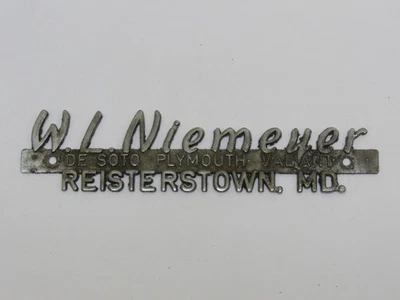 W.L. Niemeyer
DE SOTO PLYMOUTH VALIANT
REISTERSTOWN, MD.